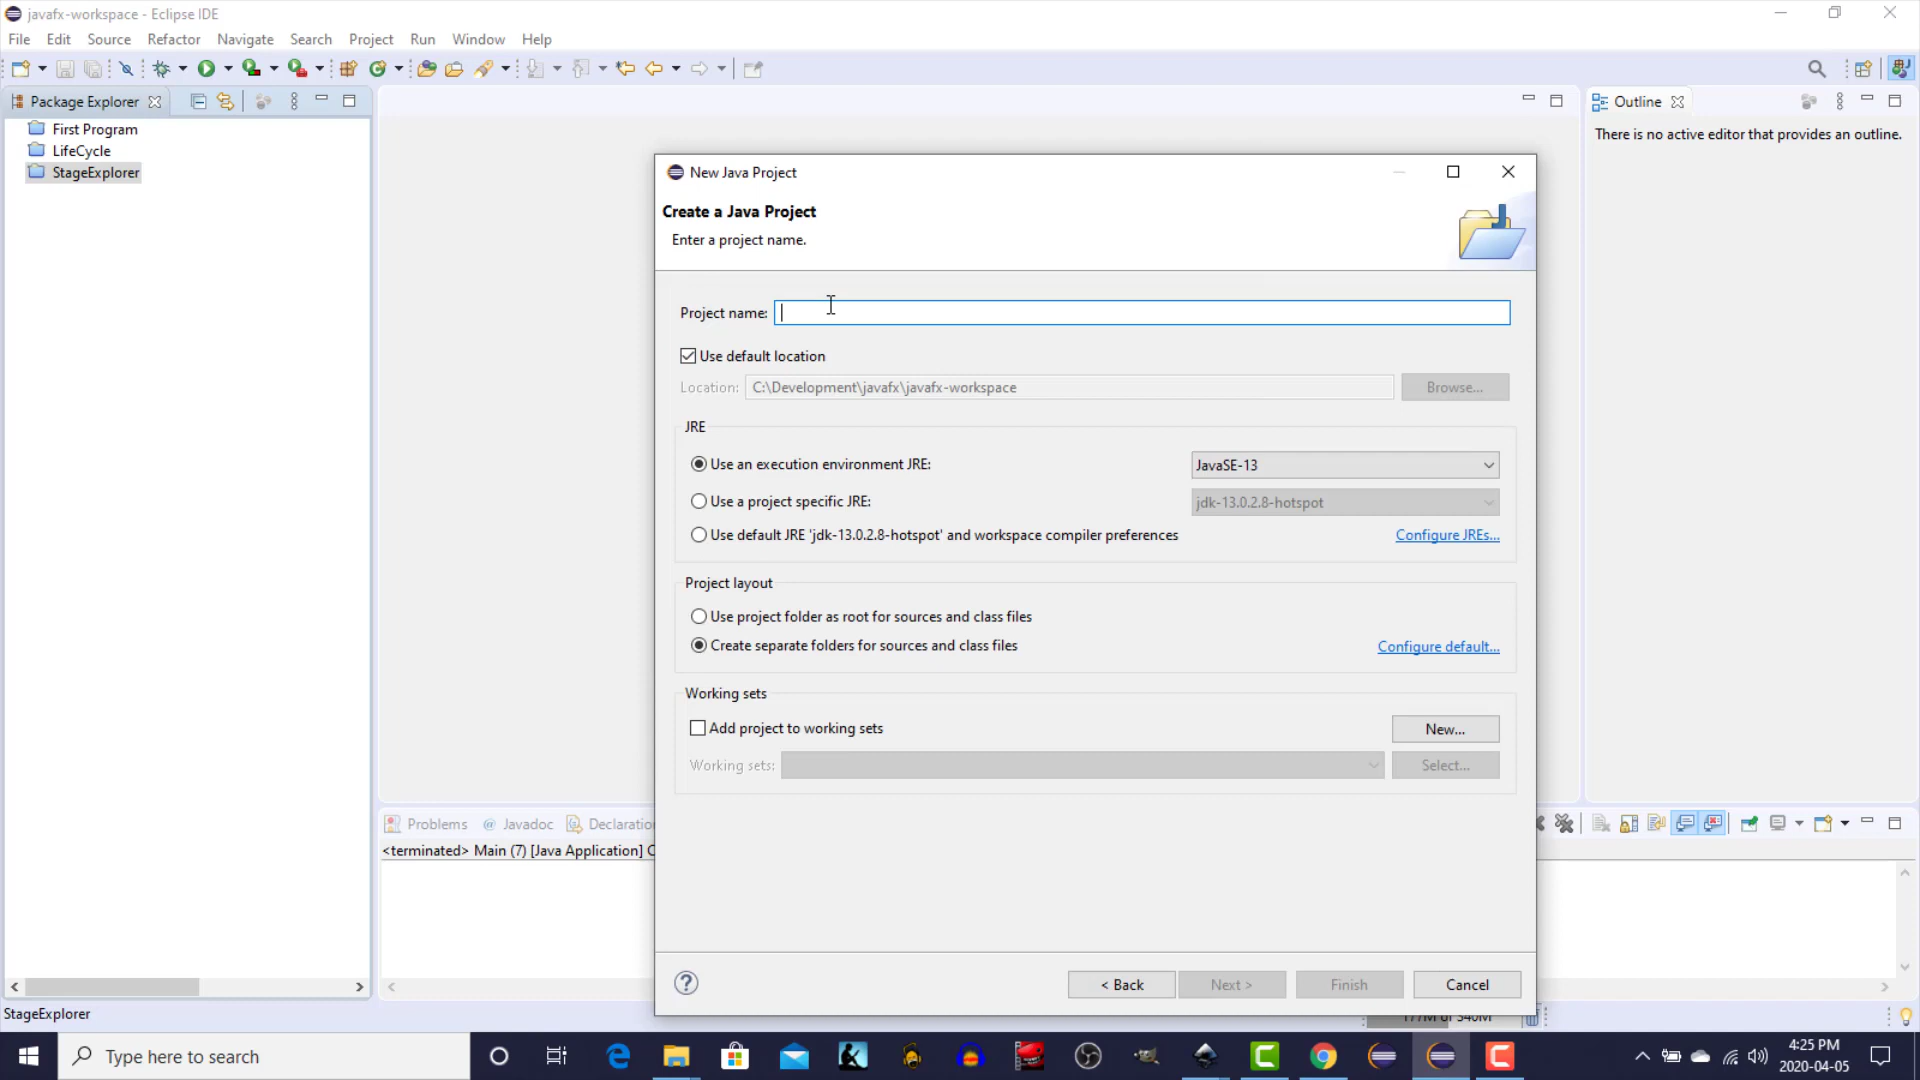 javafx-workspace - Eclipse IDE
File Edit Source Refactor Navigate Search Project Run Window Help
Package Explorer
Outline
First Program
LifeCycle
StageExplorer
There is no active editor that provides an outline.
New Java Project
Create a Java Project
Enter a project name.
Project name:
Use default location
Location: C:\Development\javafx\javafx-workspace Browse...
JRE
Use an execution environment JRE: JavaSE-13
Use a project specific JRE: jdk-13.0.2.8-hotspot
Use default JRE 'jdk-13.0.2.8-hotspot' and workspace compiler preferences Configure JREs...
Project layout
Use project folder as root for sources and class files
Create separate folders for sources and class files Configure default...
Working sets
Add project to working sets New...
Working sets: Select...
Problems @ Javadoc Declaration
<terminated> Main (7) [Java Application] C
< Back Next > Finish Cancel
StageExplorer
Type here to search
4:25 PM
2020-04-05